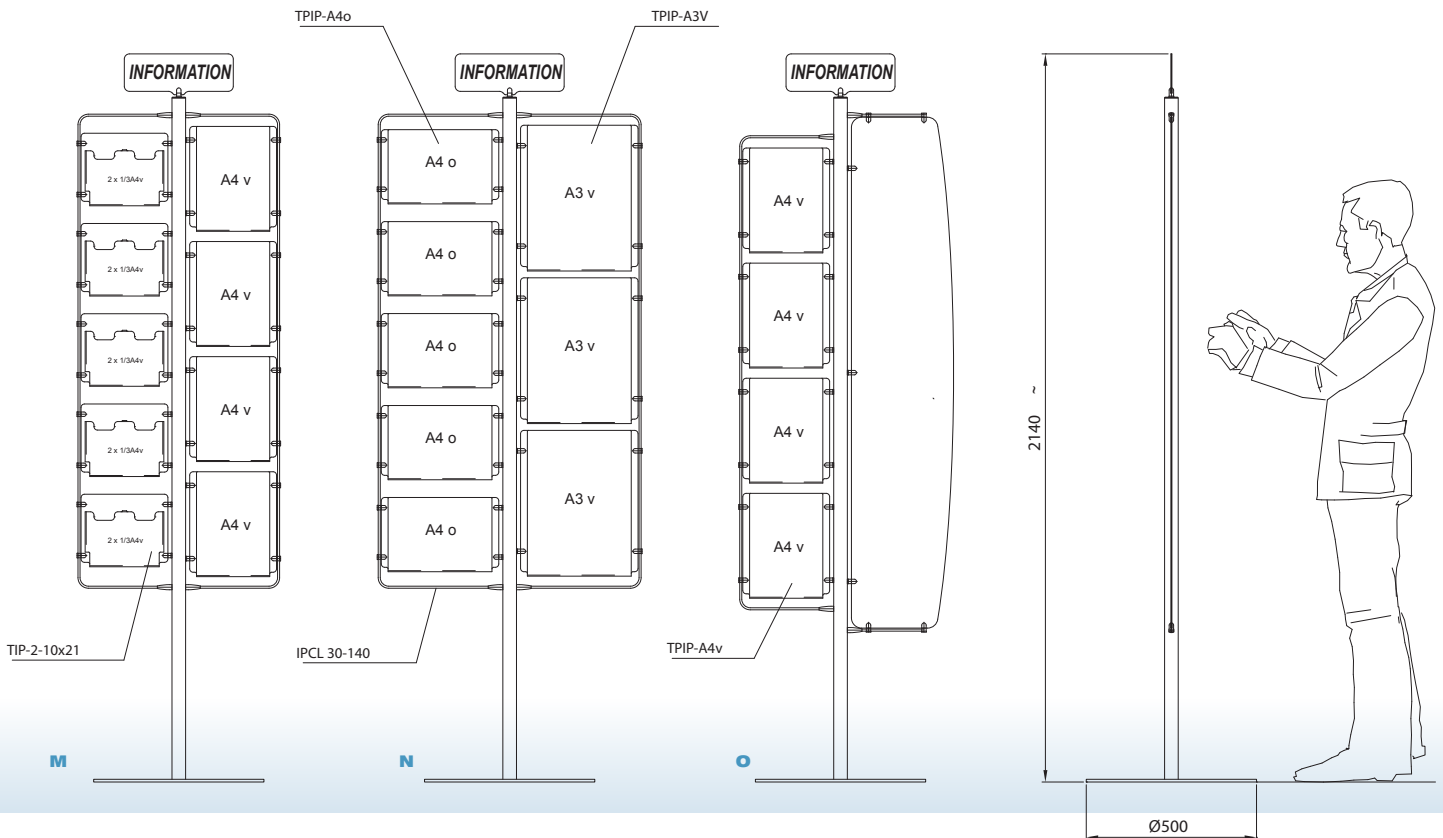 TPIP-A4o
TPIP-A3V
INFORMATION
INFORMATION
INFORMATION
2 x 1/3A4v
2 x 1/3A4v
2 x 1/3A4v
2 x 1/3A4v
2 x 1/3A4v
A4 v
A4 v
A4 v
A4 v
A4 o
A4 o
A4 o
A4 o
A4 o
A3 v
A3 v
A3 v
A4 v
A4 v
A4 v
A4 v
2140 ~
TIP-2-10x21
IPCL 30-140
TPIP-A4v
M
N
O
Ø500